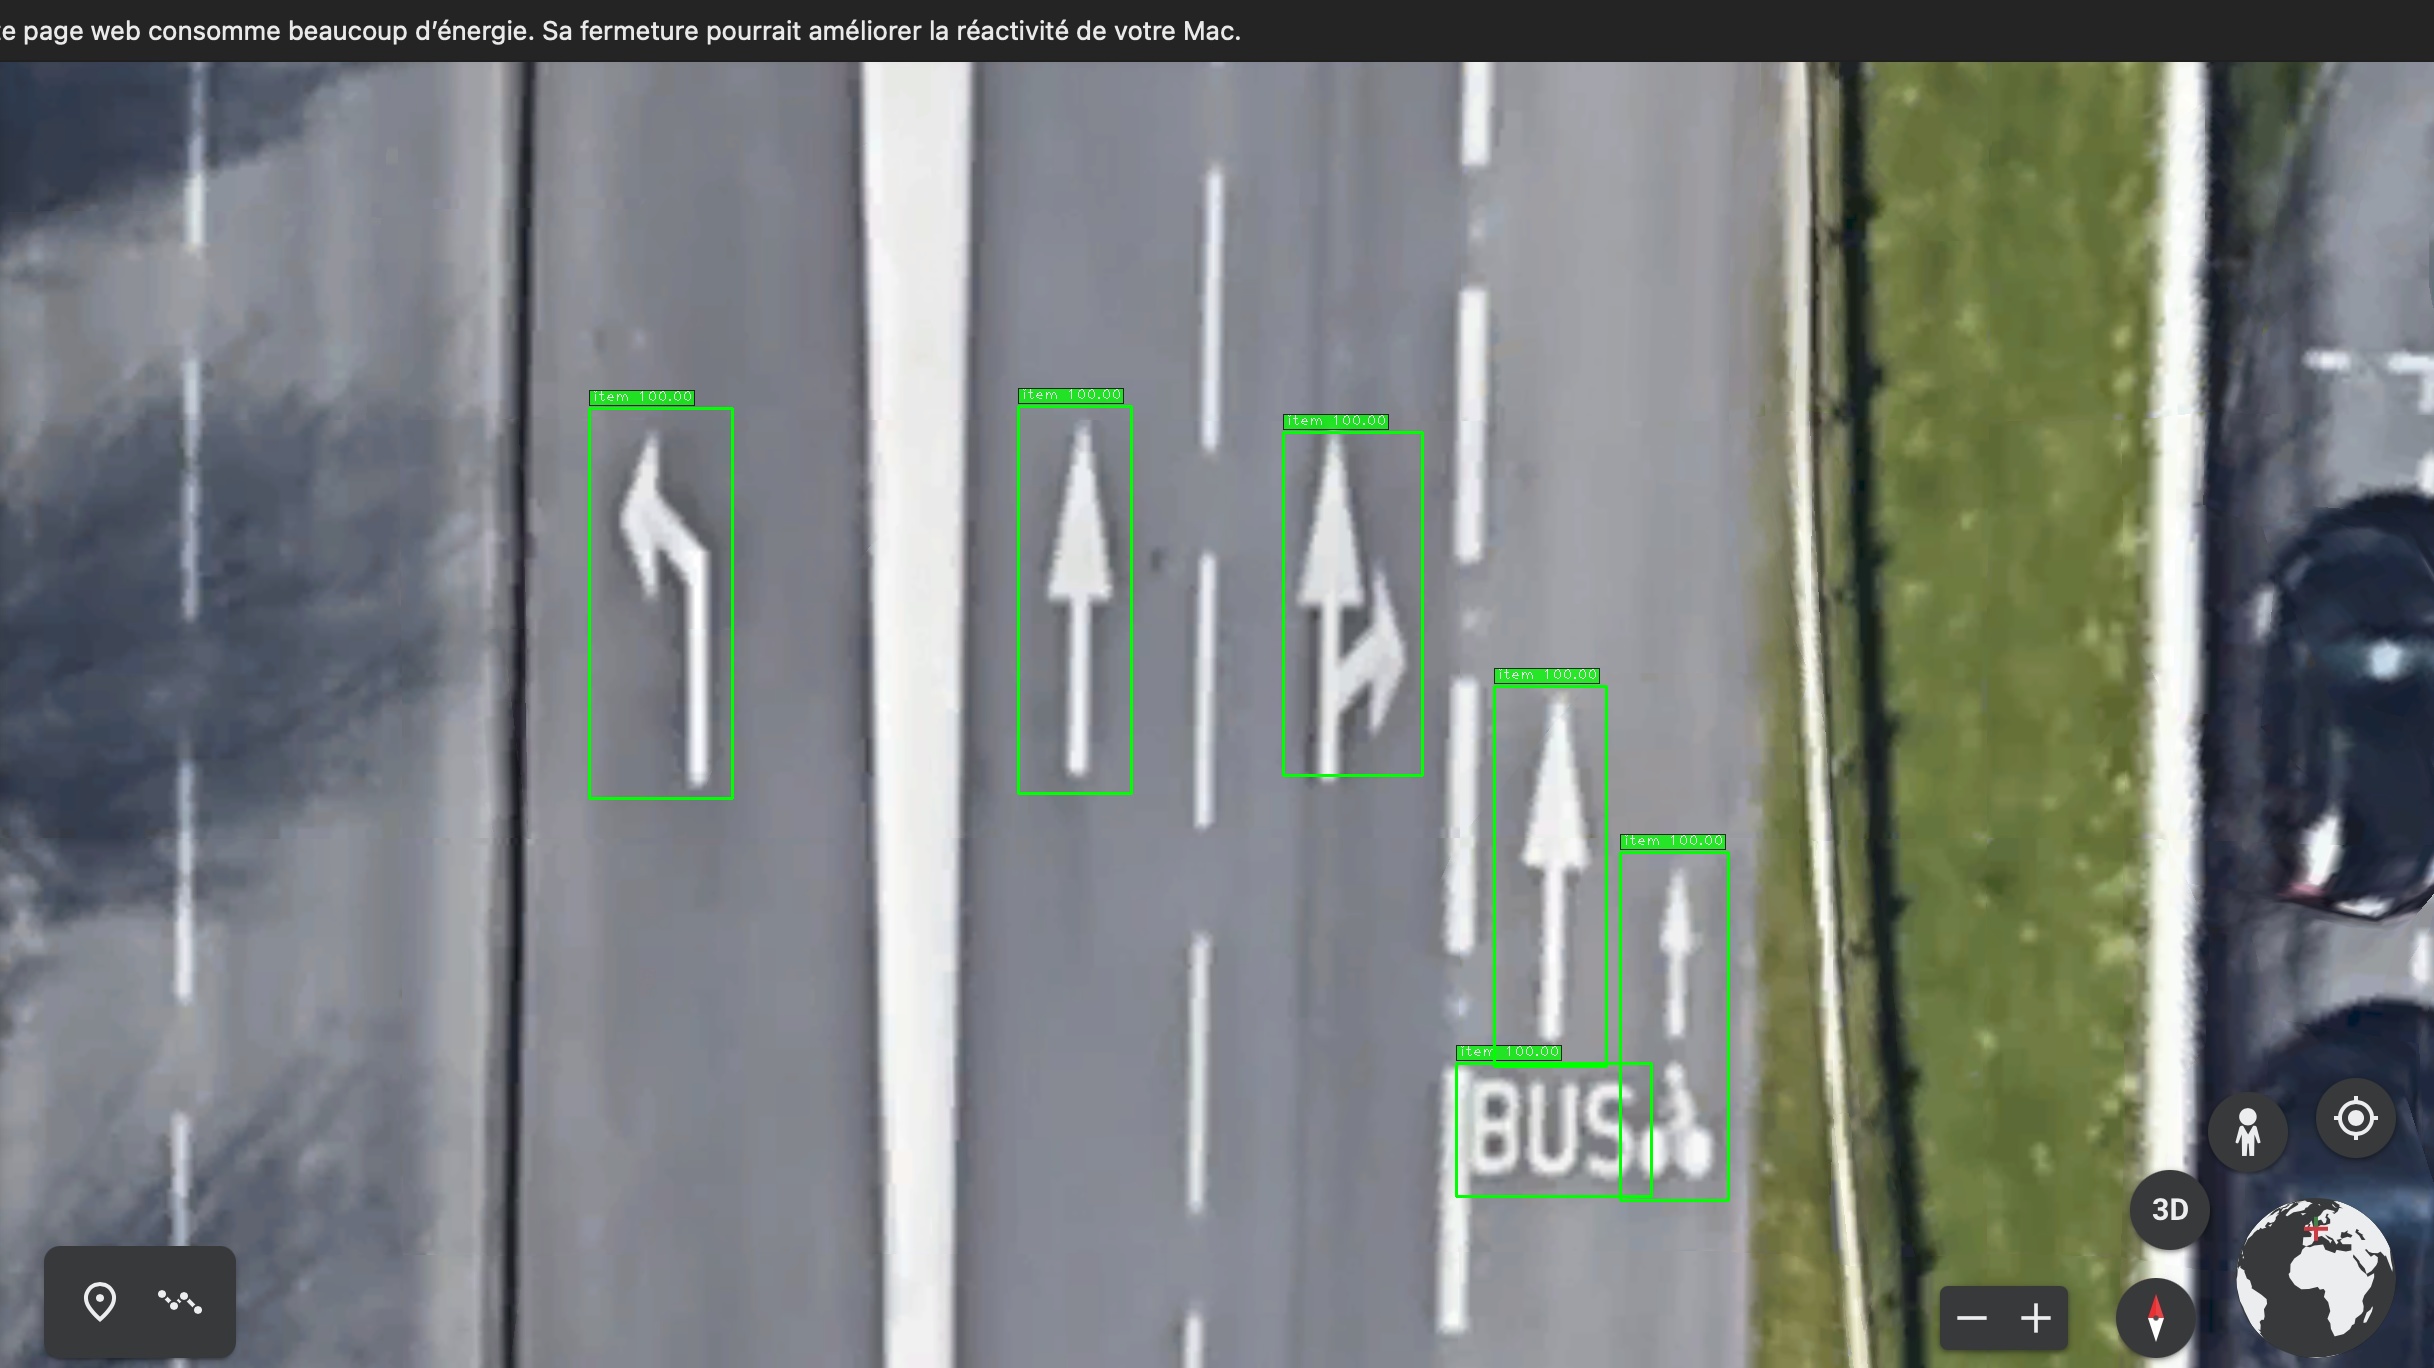 e page web consomme beaucoup d’énergie. Sa fermeture pourrait améliorer la réactivité de votre Mac.
item 100.00
item 100.00
item 100.00
item 100.00
item 100.00
item 100.00
BUS
3D